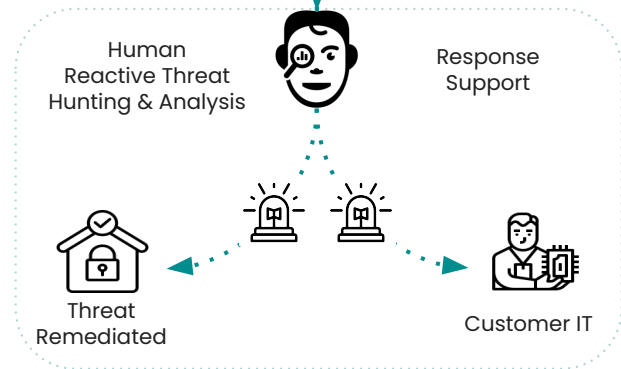 Human
Reactive Threat
Hunting & Analysis
Response
Support
Threat
Remediated
Customer IT